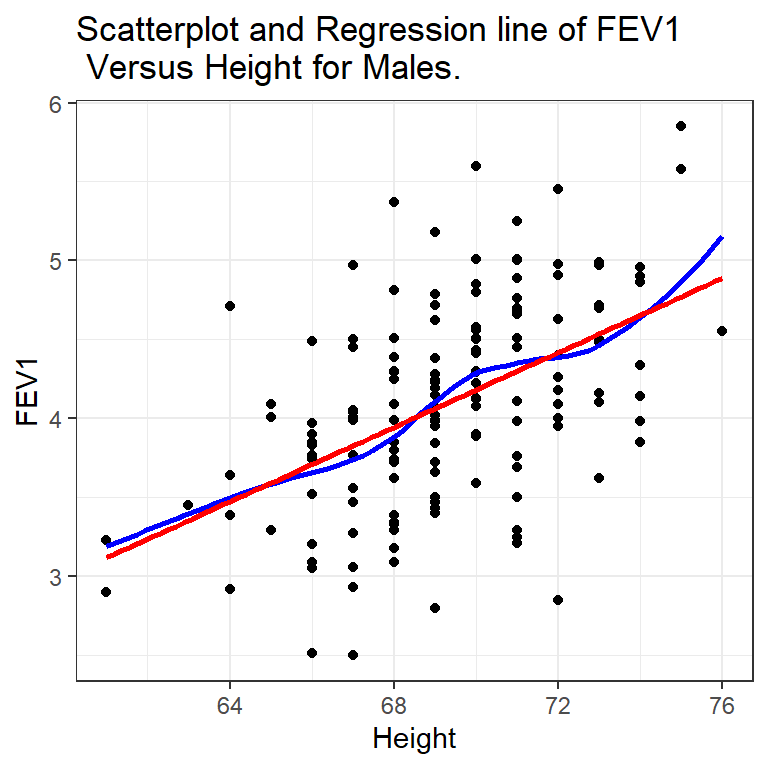 Scatterplot and Regression line of FEV1
Versus Height for Males.
6
5
4
3
FEV1
64 68 72 76
Height